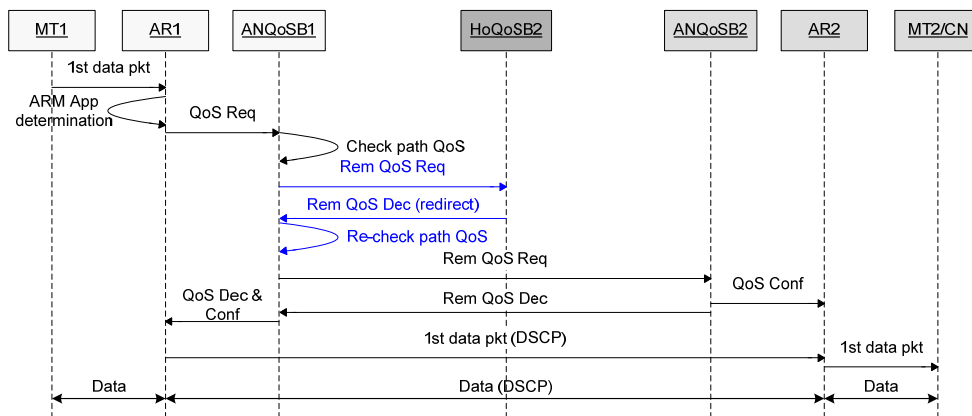 MT1
AR1
ANQoSB1
HoQoSB2
ANQoSB2
AR2
MT2/CN
1st data pkt
ARM App
determination
QoS Req
Check path QoS
Rem QoS Req
Rem QoS Dec (redirect)
Re-check path QoS
Rem QoS Req
QoS Conf
Rem QoS Dec
QoS Dec &
Conf
1st data pkt (DSCP)
1st data pkt
Data
Data (DSCP)
Data